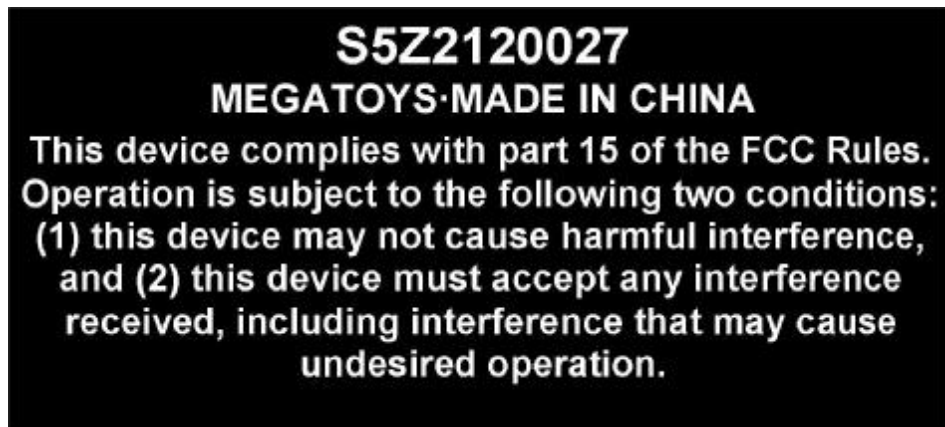 S5Z2120027
MEGATOYS·MADE IN CHINA
This device complies with part 15 of the FCC Rules.
Operation is subject to the following two conditions:
(1) this device may not cause harmful interference,
and (2) this device must accept any interference
received, including interference that may cause
undesired operation.